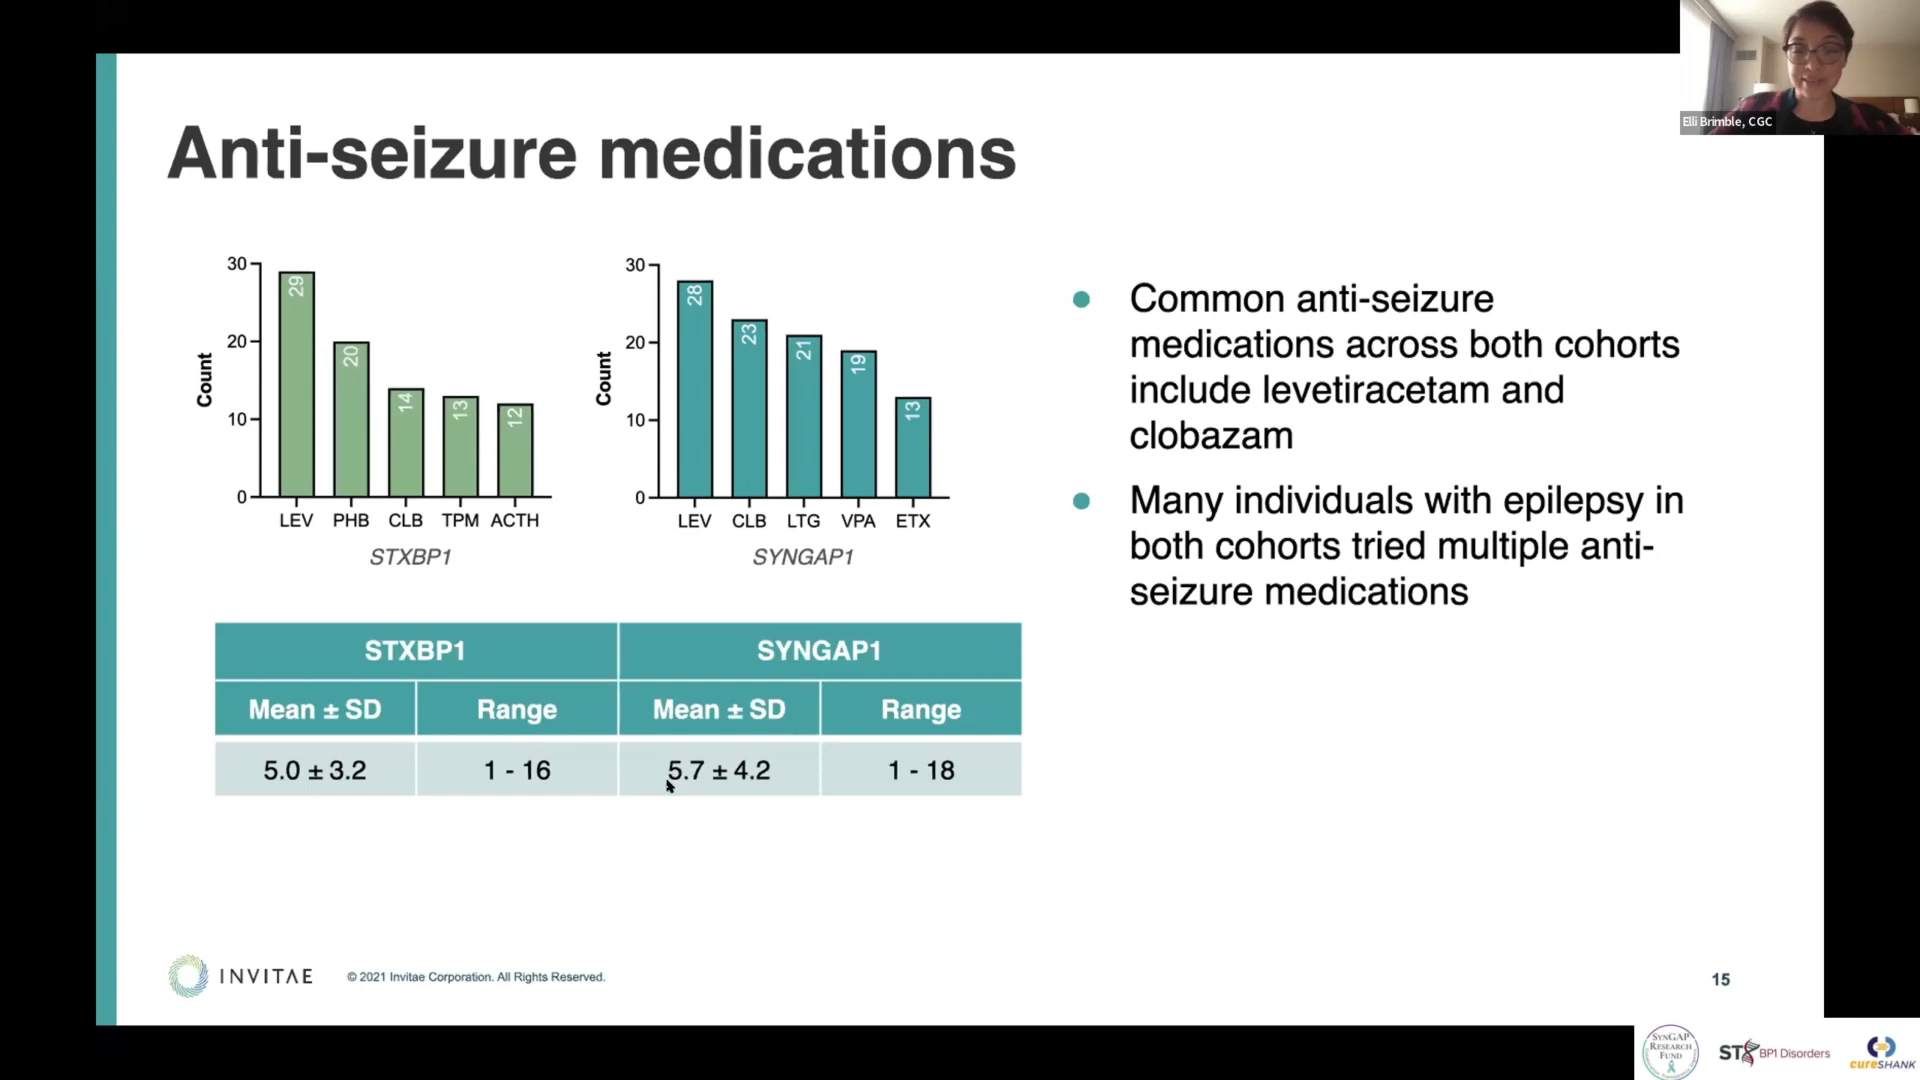 Elli Brimble, CGC
Anti-seizure medications
30
20
10
0
Count
29
20
14
13
12
LEV PHB CLB TPM ACTH
STXBP1
30
20
10
0
Count
28
23
21
19
13
LEV CLB LTG VPA ETX
SYNGAP1
Common anti-seizure
medications across both cohorts
include levetiracetam and
clobazam
Many individuals with epilepsy in
both cohorts tried multiple anti-
seizure medications
STXBP1 SYNGAP1
Mean ± SD Range Mean ± SD Range
5.0 ± 3.2 1 - 16 5.7 ± 4.2 1 - 18
INVITAE
© 2021 Invitae Corporation. All Rights Reserved.
15
SYNGAP
RESEARCH
FUND
STXBP1 Disorders
cureSHANK